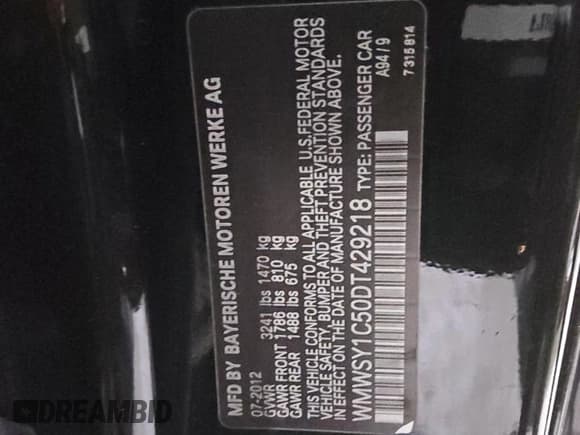 MFD BY BAYERISCHE MOTOREN WERKE AG
07-2012
GVWR 3241 lbs 1470 kg
GAWR FRONT 1786 lbs 810 kg
GAWR REAR 1488 lbs 675 kg
THIS VEHICLE CONFORMS TO ALL APPLICABLE U.S.FEDERAL MOTOR
VEHICLE SAFETY, BUMPER AND THEFT PREVENTION STANDARDS
IN EFFECT ON THE DATE OF MANUFACTURE SHOWN ABOVE.
WMWSY1C50DT429218 TYPE: PASSENGER CAR
A94/9
7315814
DREAMBID